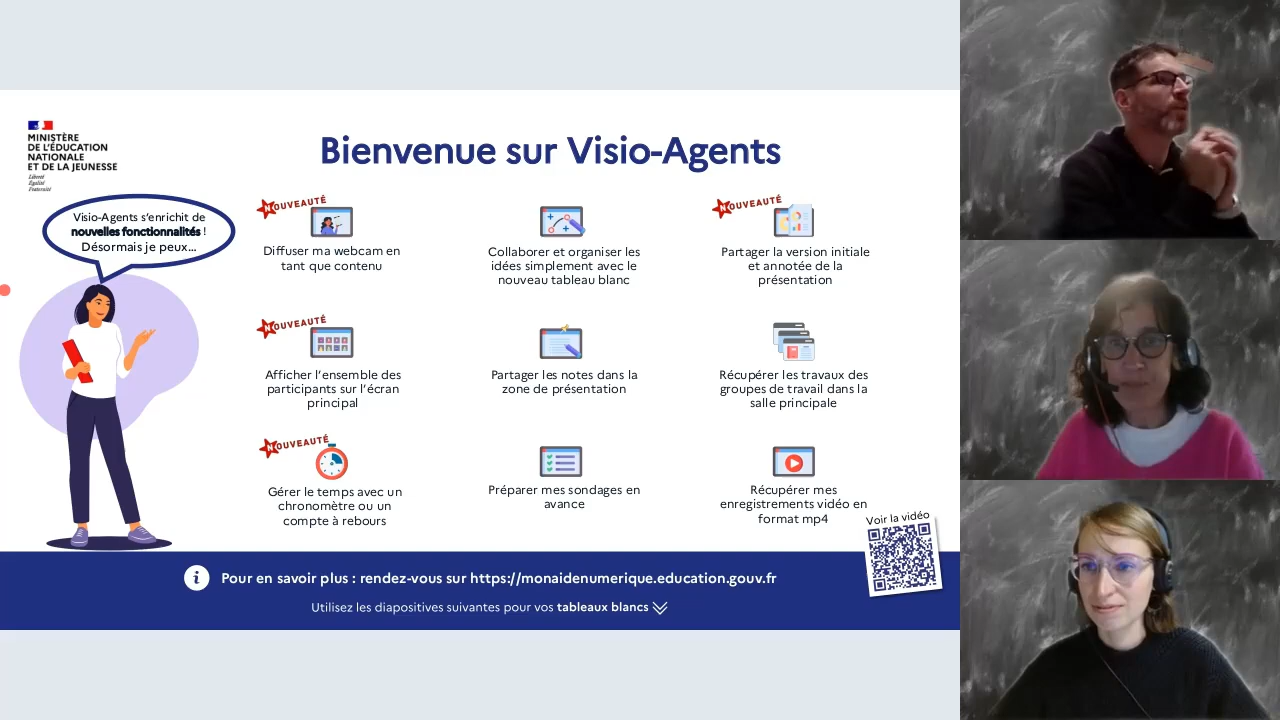 MINISTÈRE
DE L'ÉDUCATION
NATIONALE
ET DE LA JEUNESSE
Liberté
Égalité
Fraternité
Bienvenue sur Visio-Agents
Visio-Agents s'enrichit de
nouvelles fonctionnalités !
Désormais je peux...
NOUVEAUTÉ
Diffuser ma webcam en
tant que contenu
Collaborer et organiser les
idées simplement avec le
nouveau tableau blanc
NOUVEAUTÉ
Partager la version initiale
et annotée de la
présentation
NOUVEAUTÉ
Afficher l'ensemble des
participants sur l'écran
principal
Partager les notes dans la
zone de présentation
Récupérer les travaux des
groupes de travail dans la
salle principale
NOUVEAUTÉ
Gérer le temps avec un
chronomètre ou un
compte à rebours
Préparer mes sondages en
avance
Récupérer mes
enregistrements vidéo en
format mp4
Voir la vidéo
i
Pour en savoir plus : rendez-vous sur https://monaidenumerique.education.gouv.fr
Utilisez les diapositives suivantes pour vos tableaux blancs